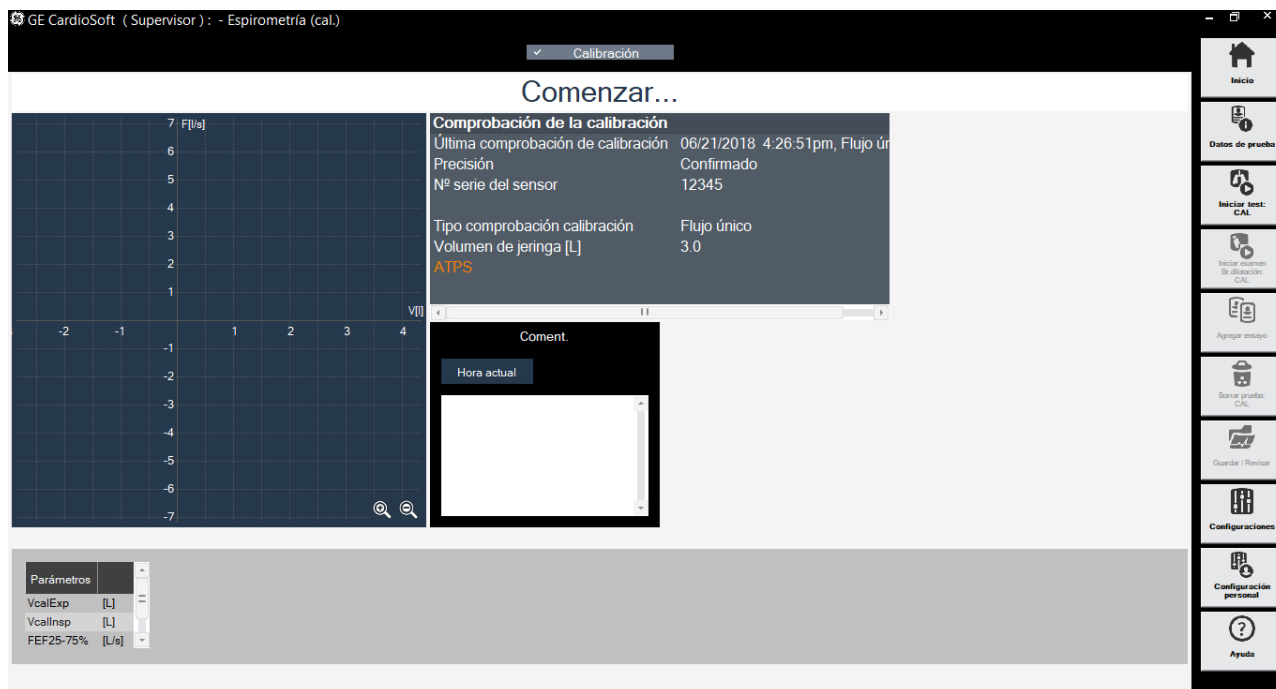 GE CardioSoft ( Supervisor ) : - Espirometría (cal.)
Calibración
Comenzar...
7 F[l/s]
6
5
4
3
2
1
V[l]
-2 -1 1 2 3 4
-1
-2
-3
-4
-5
-6
-7
Comprobación de la calibración
Última comprobación de calibración 06/21/2018 4:26:51pm, Flujo ún
Precisión Confirmado
Nº serie del sensor 12345
Tipo comprobación calibración Flujo único
Volumen de jeringa [L] 3.0
ATPS
Coment.
Hora actual
Parámetros
VcalExp [L]
VcalInsp [L]
FEF25-75% [L/s]
Inicio
Datos de prueba
Iniciar test:
CAL
Iniciar examen
Br.dilatación:
CAL
Agregar ensayo
Borrar prueba:
CAL
Guardar / Revisar
Configuraciones
Configuración
personal
Ayuda